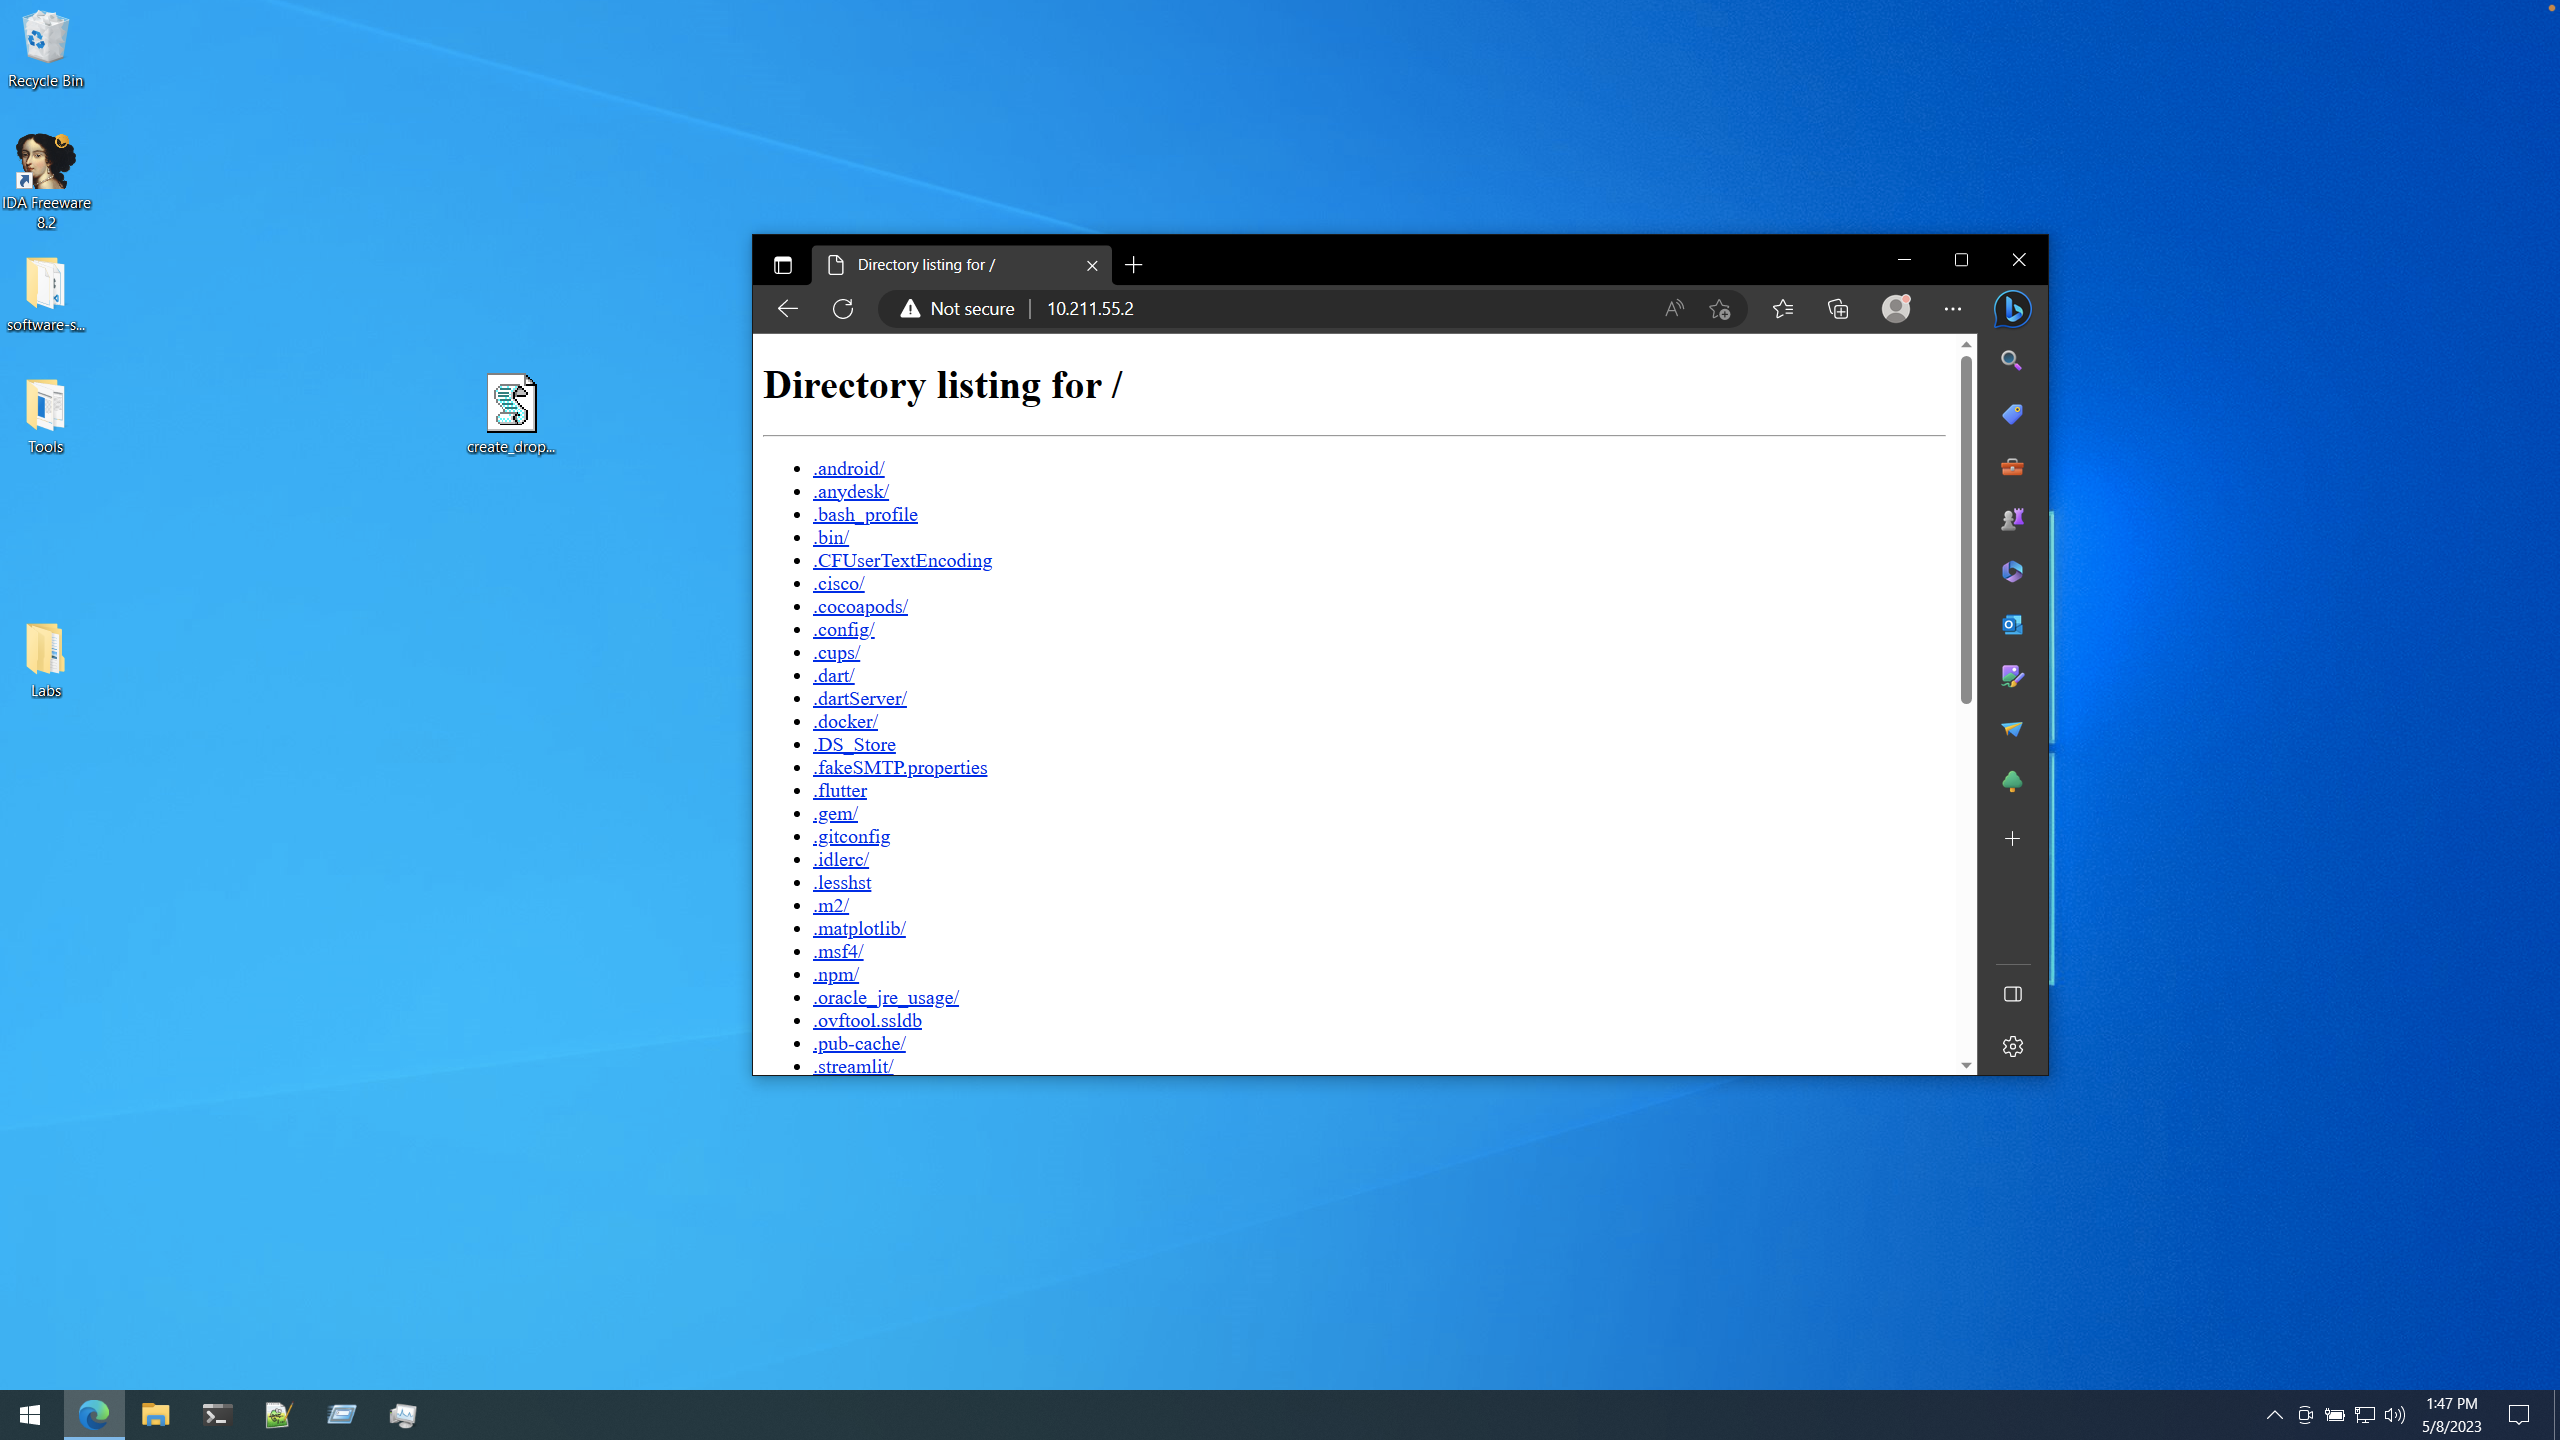 Recycle Bin
IDA Freeware
8.2
software-s...
Tools
Labs
create_drop...
Directory listing for /
Not secure
10.211.55.2
Directory listing for /
.android/
.anydesk/
.bash_profile
.bin/
.CFUserTextEncoding
.cisco/
.cocoapods/
.config/
.cups/
.dart/
.dartServer/
.docker/
.DS_Store
.fakeSMTP.properties
.flutter
.gem/
.gitconfig
.idlerc/
.lesshst
.m2/
.matplotlib/
.msf4/
.npm/
.oracle_jre_usage/
.ovftool.ssldb
.pub-cache/
.streamlit/
1:47 PM
5/8/2023